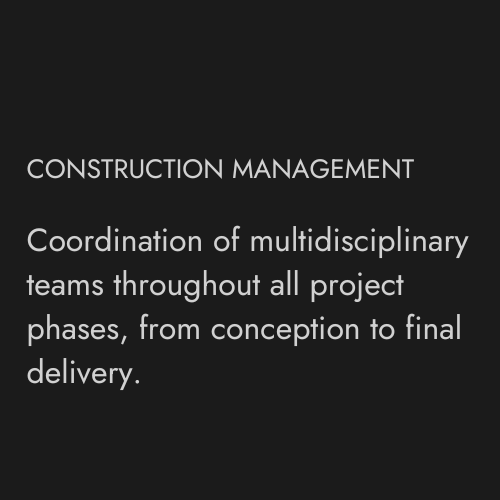 CONSTRUCTION MANAGEMENT
Coordination of multidisciplinary
teams throughout all project
phases, from conception to final
delivery.